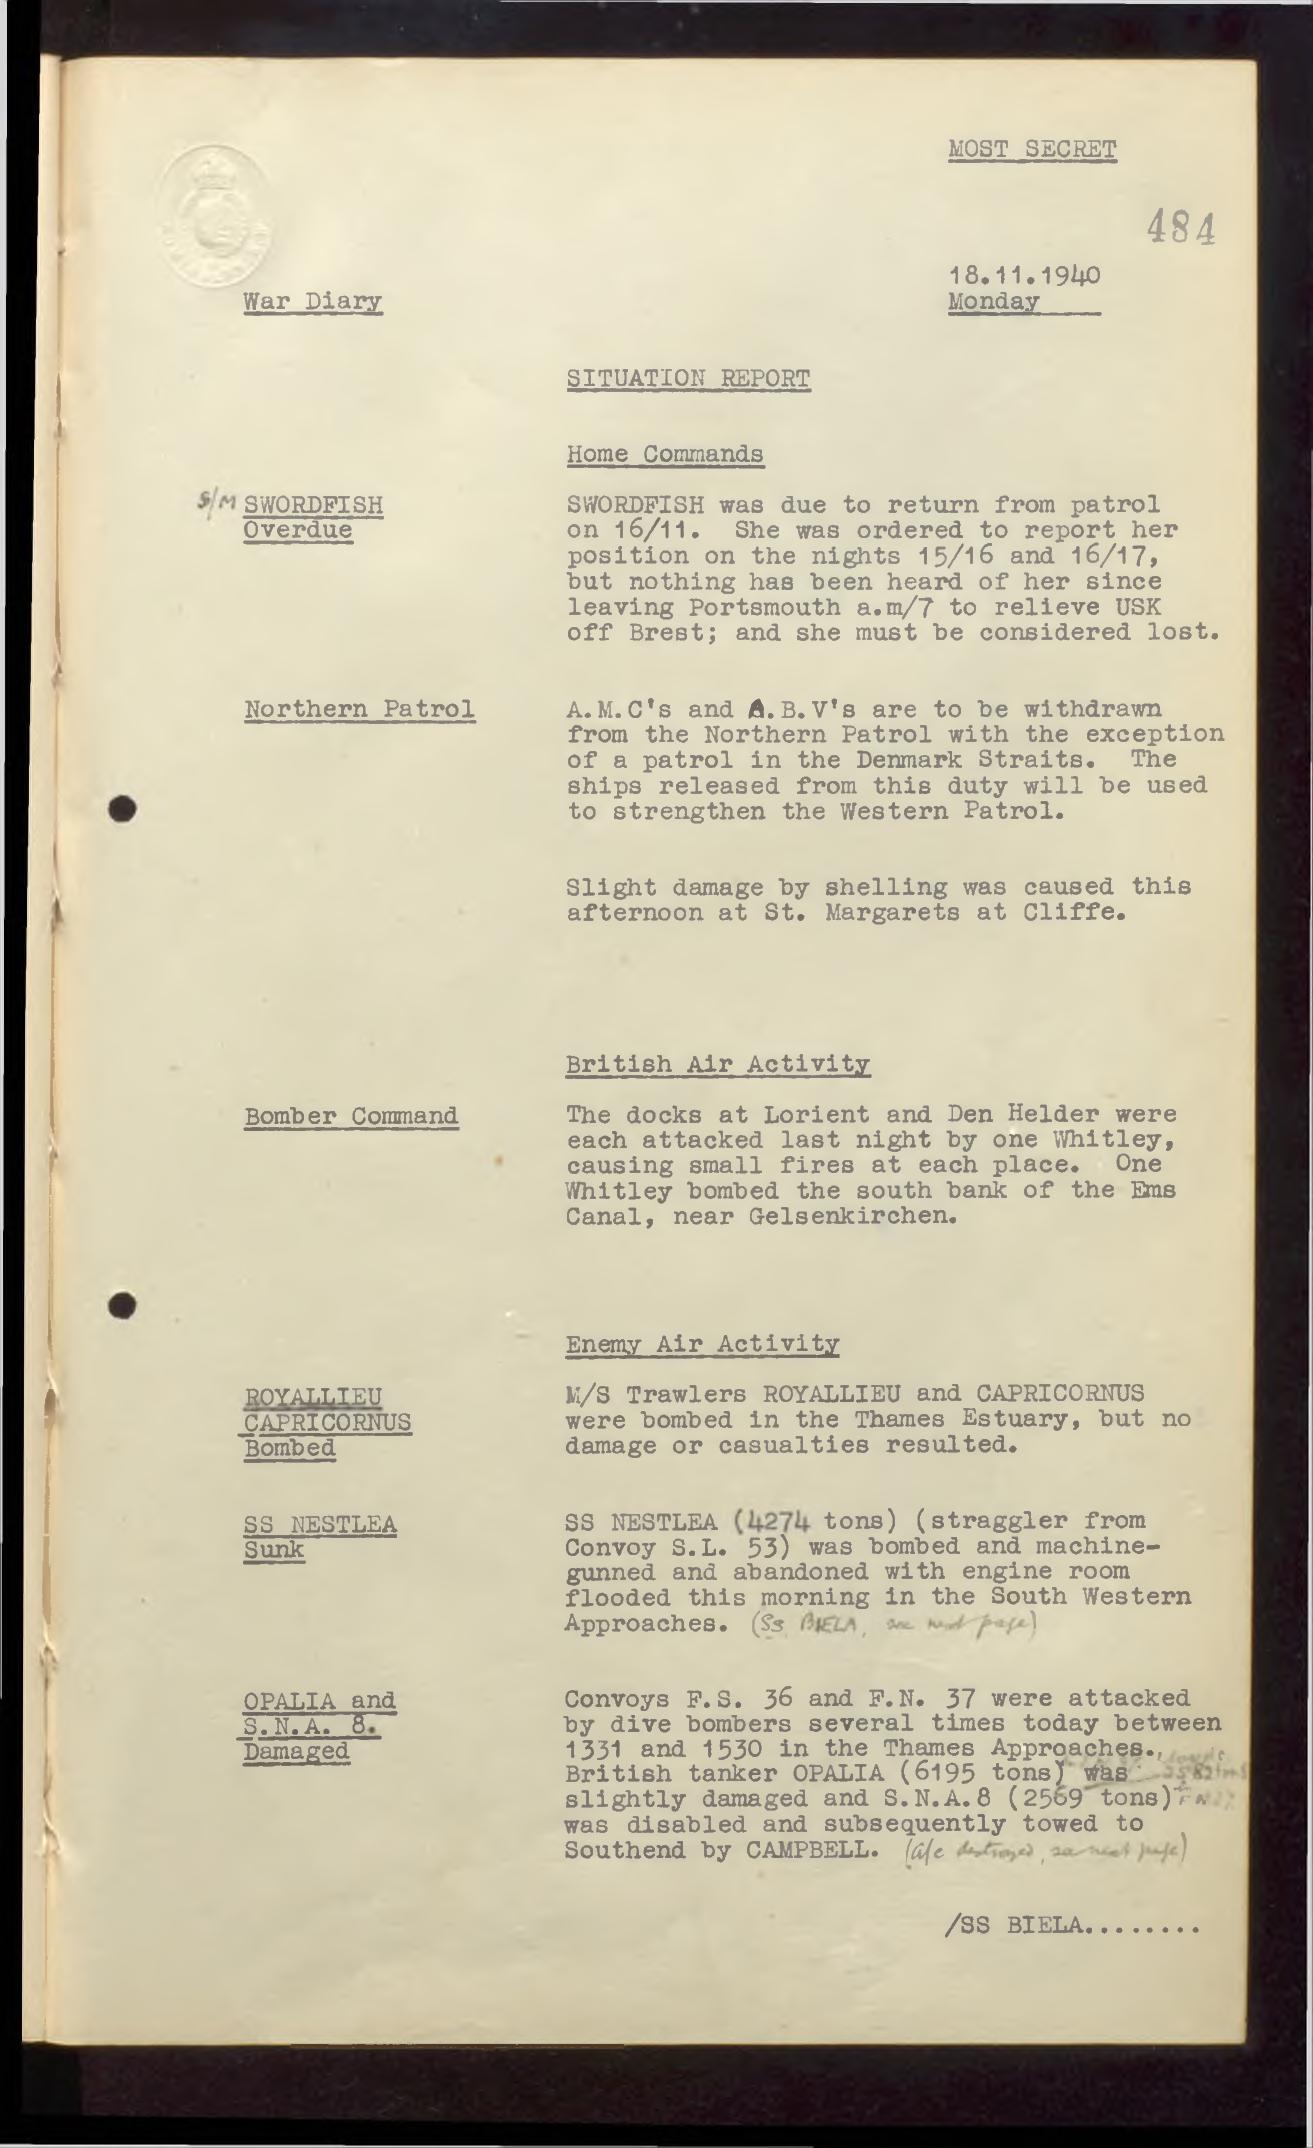 MOST SECRET
484
18.11.1940
War Diary
Monday
SITUATION REPORT
Home Commands
S/M SWORDFISH
Overdue
SWORDFISH was due to return from patrol
on 16/11. She was ordered to report her
position on the nights 15/16 and 16/17,
but nothing has been heard of her since
leaving Portsmouth a.m/7 to relieve USK
off Brest; and she must be considered lost.
Northern Patrol
A.M.C's and A.B.V's are to be withdrawn
from the Northern Patrol with the exception
of a patrol in the Denmark Straits. The
ships released from this duty will be used
to strengthen the Western Patrol.
Slight damage by shelling was caused this
afternoon at St. Margarets at Cliffe.
British Air Activity
Bomber Command
The docks at Lorient and Den Helder were
each attacked last night by one Whitley,
causing small fires at each place. One
Whitley bombed the south bank of the Ems
Canal, near Gelsenkirchen.
Enemy Air Activity
ROYALLIEU
CAPRICORNUS
Bombed
M/S Trawlers ROYALLIEU and CAPRICORNUS
were bombed in the Thames Estuary, but no
damage or casualties resulted.
SS NESTLEA
Sunk
SS NESTLEA (4274 tons) (straggler from
Convoy S.L. 53) was bombed and machine-
gunned and abandoned with engine room
flooded this morning in the South Western
Approaches. (SS BIELA, see next page)
OPALIA and
S.N.A. 8.
Damaged
Convoys F.S. 36 and F.N. 37 were attacked
by dive bombers several times today between
1331 and 1530 in the Thames Approaches.
British tanker OPALIA (6195 tons) was
slightly damaged and S.N.A.8 (2569 tons)
was disabled and subsequently towed to
Southend by CAMPBELL. (a/c destroyed, see next page)
/SS BIELA........